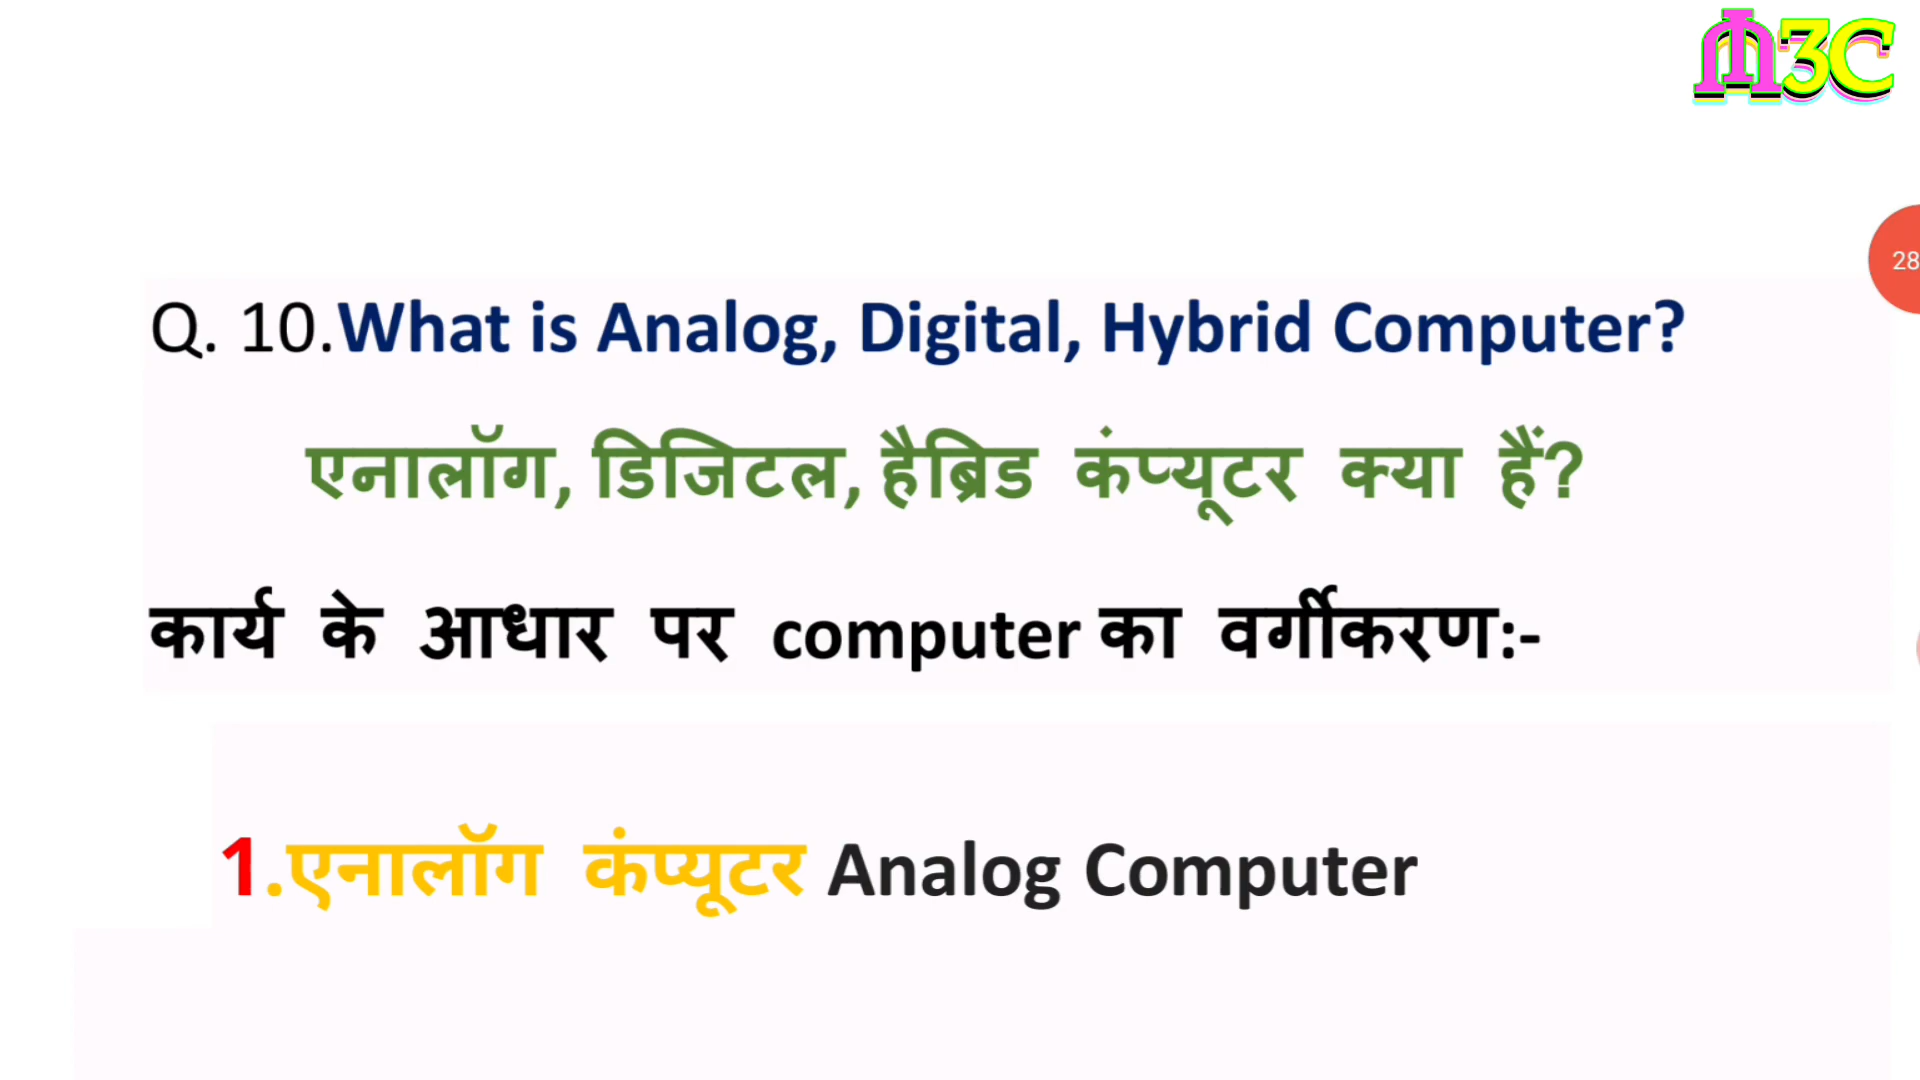 M3C
28
Q. 10.What is Analog, Digital, Hybrid Computer?
एनालॉग, डिजिटल, हैब्रिड कंप्यूटर क्या हैं?
कार्य के आधार पर computer का वर्गीकरण:-
1.एनालॉग कंप्यूटर Analog Computer